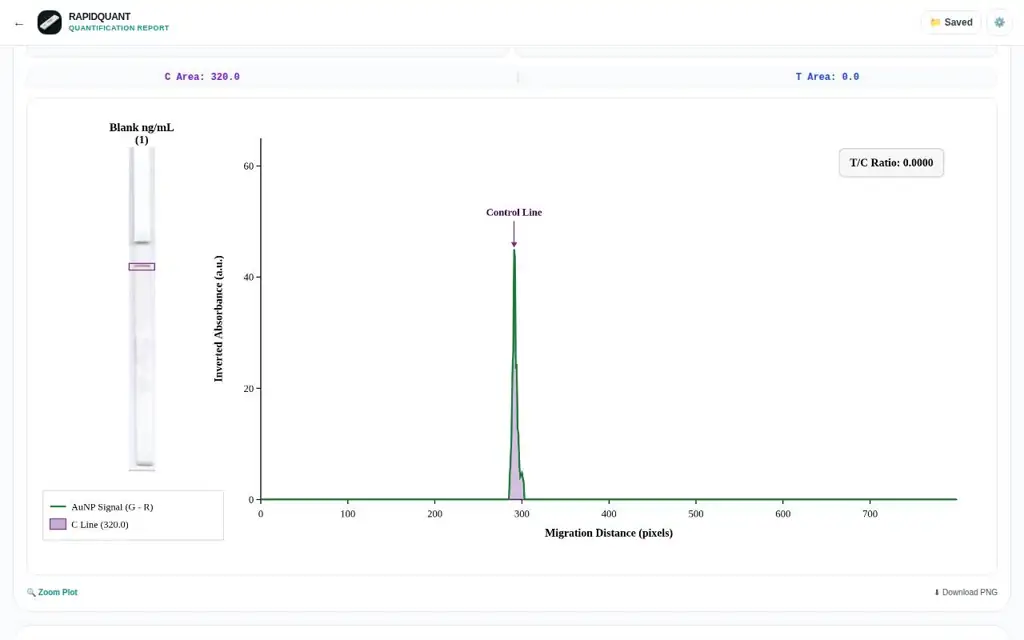 ←
RAPIDQUANT
QUANTIFICATION REPORT
📁 Saved
⚙️
C Area: 320.0
T Area: 0.0
Blank ng/mL
(1)
T/C Ratio: 0.0000
Control Line
Inverted Absorbance (a.u.)
60
40
20
0
0 100 200 300 400 500 600 700
Migration Distance (pixels)
AuNP Signal (G - R)
C Line (320.0)
🔍 Zoom Plot
⬇ Download PNG